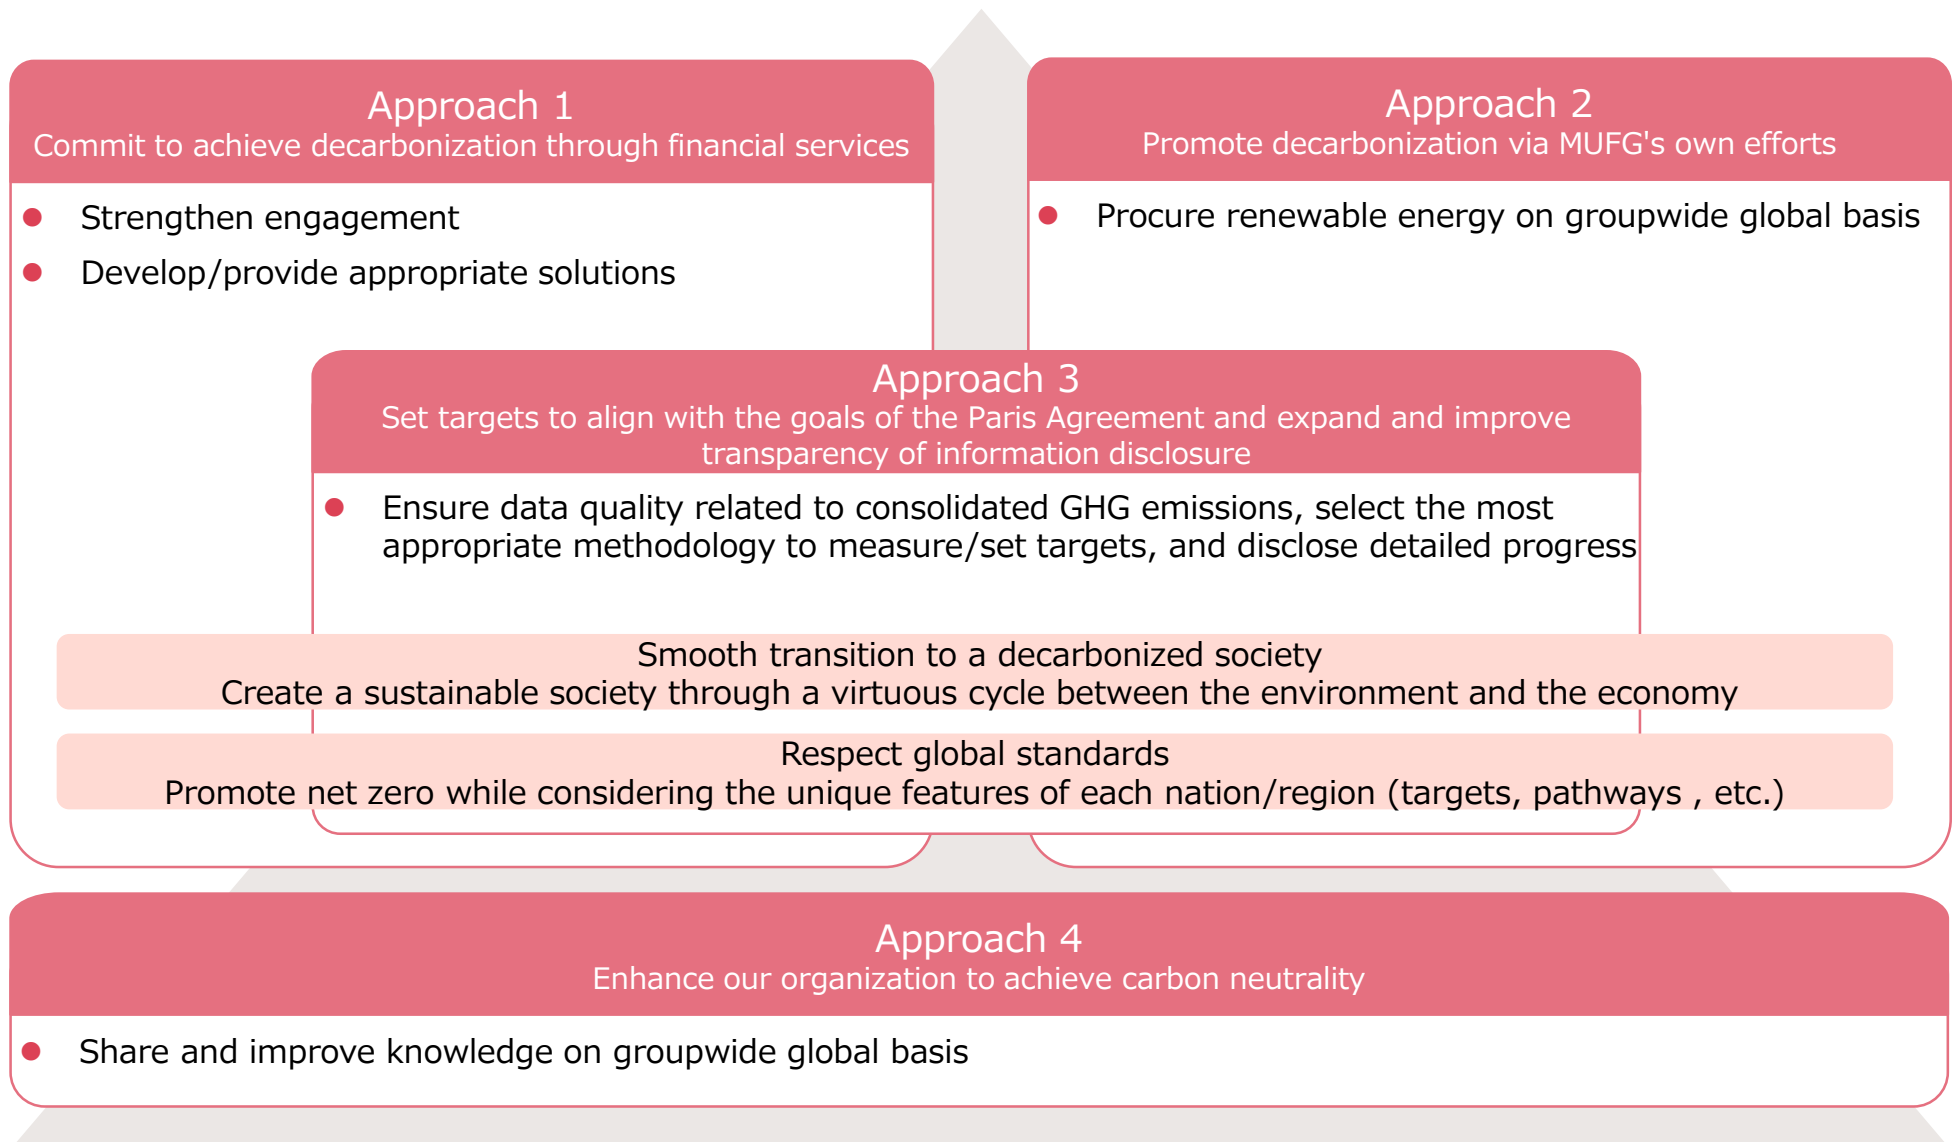 Approach 1
Commit to achieve decarbonization through financial services
● Strengthen engagement
● Develop/provide appropriate solutions
Approach 2
Promote decarbonization via MUFG's own efforts
● Procure renewable energy on groupwide global basis
Approach 3
Set targets to align with the goals of the Paris Agreement and expand and improve
transparency of information disclosure
● Ensure data quality related to consolidated GHG emissions, select the most
appropriate methodology to measure/set targets, and disclose detailed progress
Smooth transition to a decarbonized society
Create a sustainable society through a virtuous cycle between the environment and the economy
Respect global standards
Promote net zero while considering the unique features of each nation/region (targets, pathways , etc.)
Approach 4
Enhance our organization to achieve carbon neutrality
● Share and improve knowledge on groupwide global basis